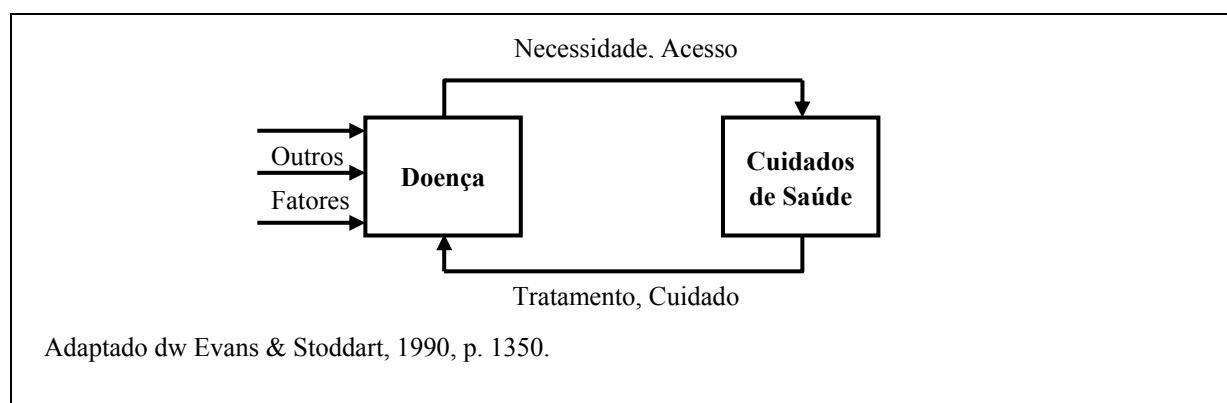 Necessidade, Acesso
Outros
Fatores
Doença
Cuidados
de Saúde
Tratamento, Cuidado
Adaptado dw Evans & Stoddart, 1990, p. 1350.